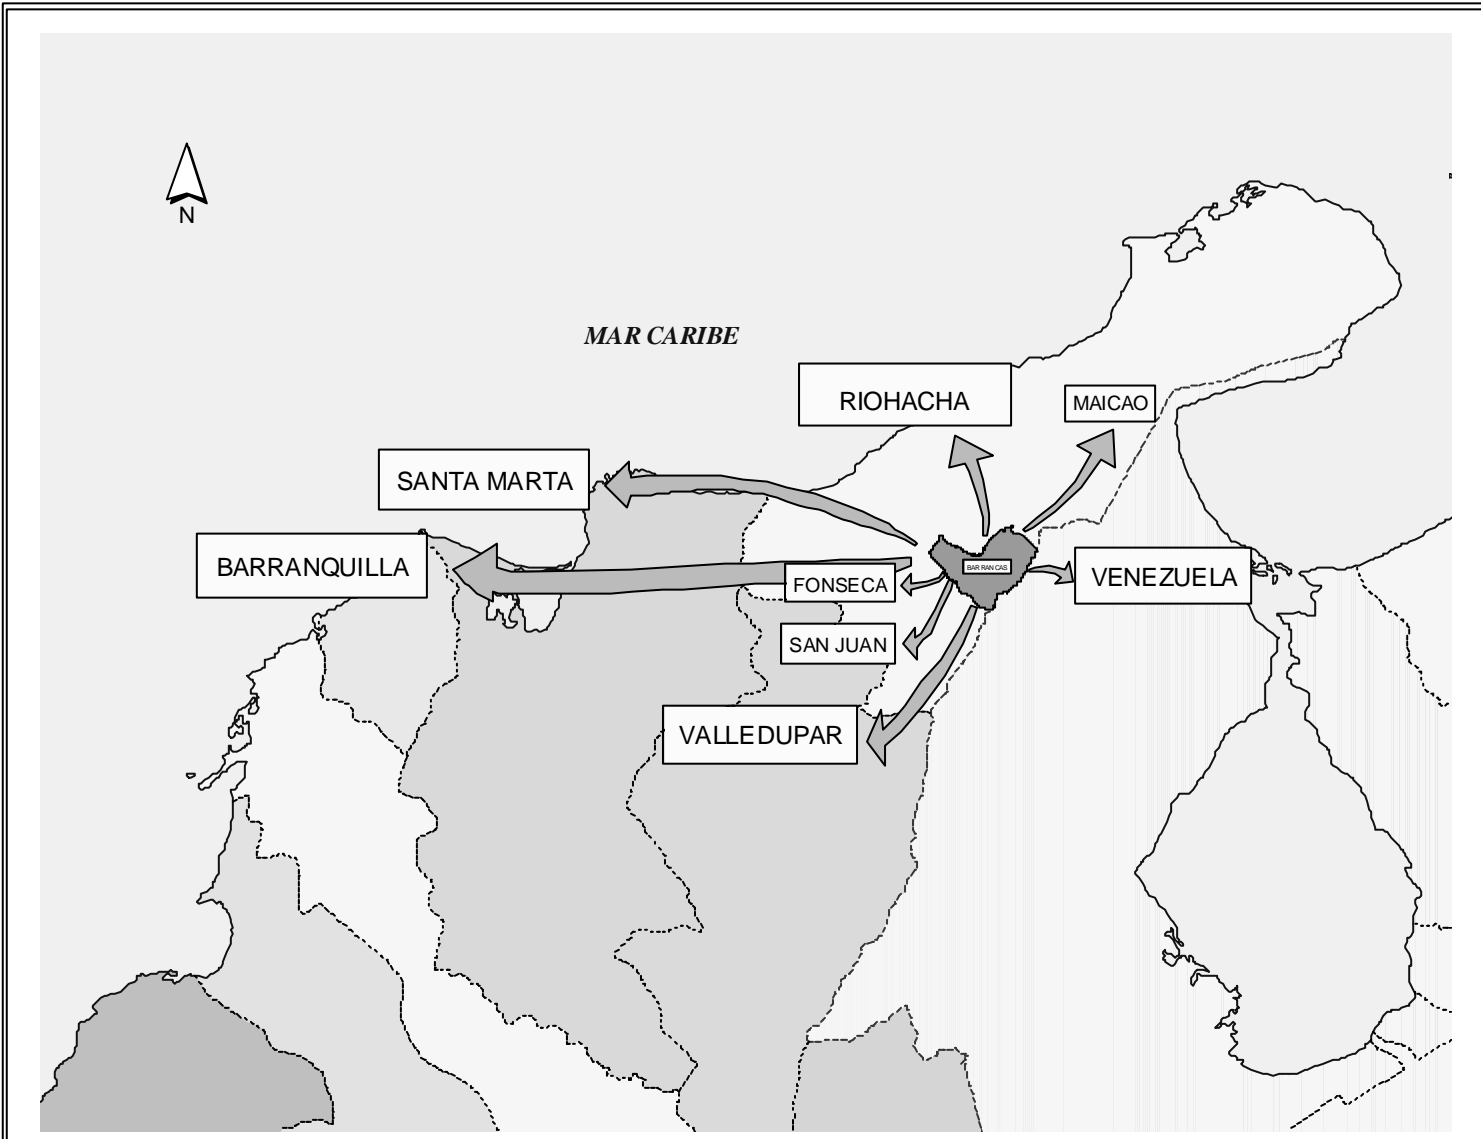 N
MAR CARIBE
RIOHACHA
MAICAO
SANTA MARTA
BARRANQUILLA
BARRANCAS
FONSECA
VENEZUELA
SAN JUAN
VALLEDUPAR